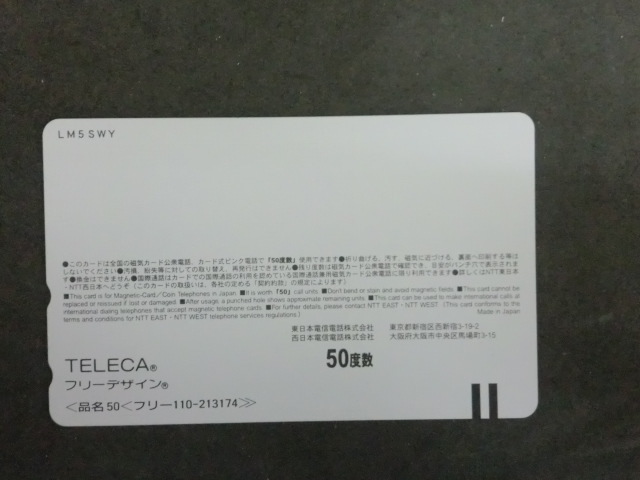 LM5SWY
●このカードは全国の磁気カード公衆電話、カード式ピンク電話で「50度数」使用できます●折り曲げる、汚す、磁気に近づける、裏面へ印刷する等は
しないでください●汚損、紛失等に対しての取り替え、再発行はできません●残り度数は磁気カード公衆電話で確認でき、目安がパンチ穴で表示されま
す●換金はできません●国際通話はカードでの国際通話の利用を認めている国際通話兼用磁気カード公衆電話に限り利用できます●詳しくはNTT東日本
・NTT西日本へどうぞ(このカードの取扱いは、各社の定める「契約約款」の規定によります)
■This card is for Magnetic-Card/Coin Telephones in Japan. ■It is worth「50」call units. ■Don't bend or stain and avoid magnetic fields. ■This card cannot be
replaced or reissued if lost or damaged. ■After usage, a punched hole shows approximate remaining units. ■This card can be used to make international calls at
international dialing telephones that accept magnetic telephone cards. ■For further details, please contact NTT EAST・NTT WEST. (This card conforms to the
terms and conditions for NTT EAST・NTT WEST telephone services regulations.)
Made in Japan
東日本電信電話株式会社 東京都新宿区西新宿3-19-2
西日本電信電話株式会社 大阪府大阪市中央区馬場町3-15
50度数
TELECA®
フリーデザイン®
＜品名50＜フリー110-213174≫